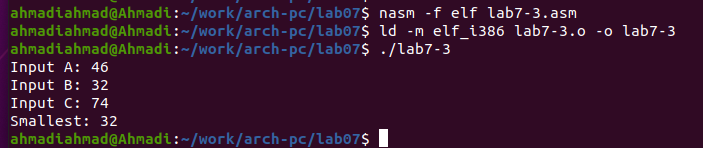 ahmadiahmad@Ahmadi:~/work/arch-pc/lab07$ nasm -f elf lab7-3.asm
ahmadiahmad@Ahmadi:~/work/arch-pc/lab07$ ld -m elf_i386 lab7-3.o -o lab7-3
ahmadiahmad@Ahmadi:~/work/arch-pc/lab07$ ./lab7-3
Input A: 46
Input B: 32
Input C: 74
Smallest: 32
ahmadiahmad@Ahmadi:~/work/arch-pc/lab07$